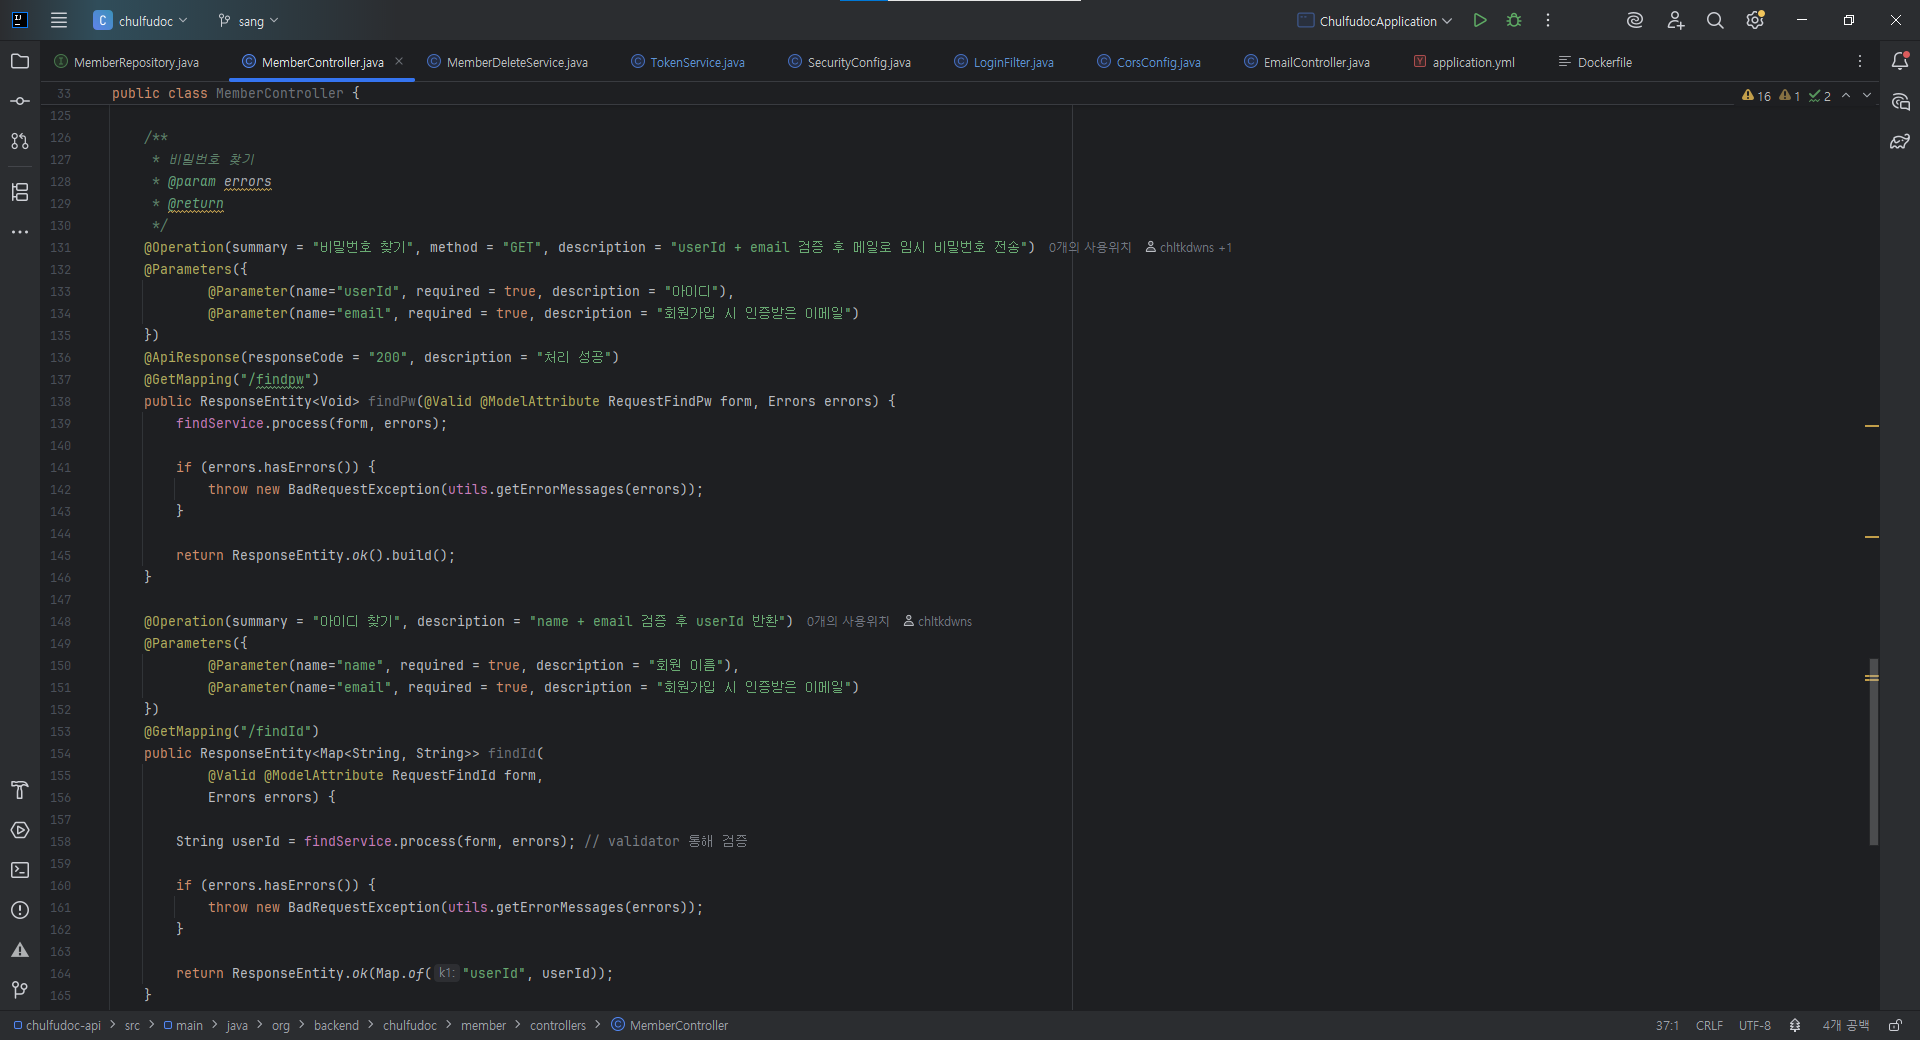 C chulfudoc sang ChulfudocApplication
MemberRepository.java MemberController.java MemberDeleteService.java TokenService.java SecurityConfig.java LoginFilter.java CorsConfig.java EmailController.java application.yml Dockerfile
33 public class MemberController { 16 1 2
125
126 /**
127 * 비밀번호 찾기
128 * @param errors
129 * @return
130 */
131 @Operation(summary = "비밀번호 찾기", method = "GET", description = "userId + email 검증 후 메일로 임시 비밀번호 전송") 0개의 사용위치 chltkdwns +1
132 @Parameters({
133 @Parameter(name="userId", required = true, description = "아이디"),
134 @Parameter(name="email", required = true, description = "회원가입 시 인증받은 이메일")
135 })
136 @ApiResponse(responseCode = "200", description = "처리 성공")
137 @GetMapping("/findpw")
138 public ResponseEntity<Void> findPw(@Valid @ModelAttribute RequestFindPw form, Errors errors) {
139 findService.process(form, errors);
140
141 if (errors.hasErrors()) {
142 throw new BadRequestException(utils.getErrorMessages(errors));
143 }
144
145 return ResponseEntity.ok().build();
146 }
147
148 @Operation(summary = "아이디 찾기", description = "name + email 검증 후 userId 반환") 0개의 사용위치 chltkdwns
149 @Parameters({
150 @Parameter(name="name", required = true, description = "회원 이름"),
151 @Parameter(name="email", required = true, description = "회원가입 시 인증받은 이메일")
152 })
153 @GetMapping("/findId")
154 public ResponseEntity<Map<String, String>> findId(
155 @Valid @ModelAttribute RequestFindId form,
156 Errors errors) {
157
158 String userId = findService.process(form, errors); // validator 통해 검증
159
160 if (errors.hasErrors()) {
161 throw new BadRequestException(utils.getErrorMessages(errors));
162 }
163
164 return ResponseEntity.ok(Map.of( k1: "userId", userId));
165 }
chulfudoc-api > src > main > java > org > backend > chulfudoc > member > controllers > MemberController 37:1 CRLF UTF-8 4개 공백